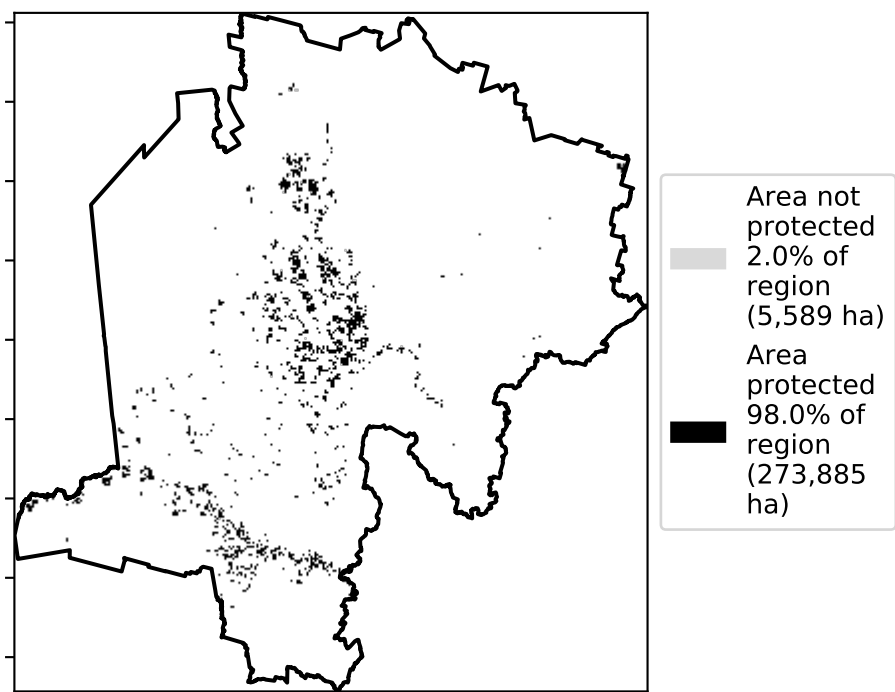 Area not
protected
2.0% of
region
(5,589 ha)
Area
protected
98.0% of
region
(273,885
ha)